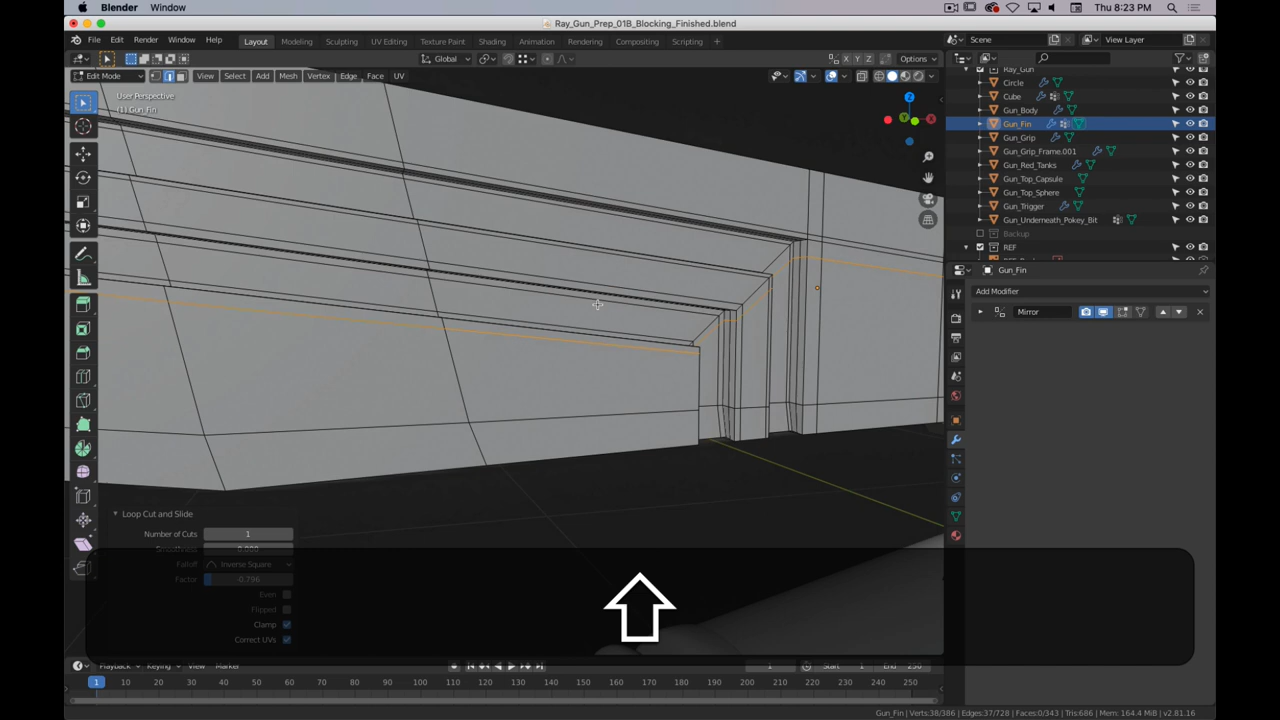 Blender Window
Thu 8:23 PM
Ray_Gun_Prep_01B_Blocking_Finished.blend
File Edit Render Window Help
Layout Modeling Sculpting UV Editing Texture Paint Shading Animation Rendering Compositing Scripting +
Scene
View Layer
Global
X Y Z Options
Edit Mode
View Select Add Mesh Vertex Edge Face UV
User Perspective
(1) Gun_Fin
Z
X
Y
Ray_Gun
Circle
Cube
Gun_Body
Gun_Fin
Gun_Grip
Gun_Grip_Frame.001
Gun_Red_Tanks
Gun_Top_Capsule
Gun_Top_Sphere
Gun_Trigger
Gun_Underneath_Pokey_Bit
Backup
REF
Gun_Fin
Add Modifier
Mirror
Loop Cut and Slide
Number of Cuts 1
Smoothness 0.000
Falloff Inverse Square
Factor -0.796
Even
Flipped
Clamp
Correct UVs
Playback Keying View Marker
1 Start 1 End 250
1 10 20 30 40 50 60 70 80 90 100 110 120 130 140 150 160 170 180 190 200 210 220 230 240 250
Gun_Fin | Verts:38/386 | Edges:37/728 | Faces:0/343 | Tris:686 | Mem: 164.4 MiB | v2.81.16